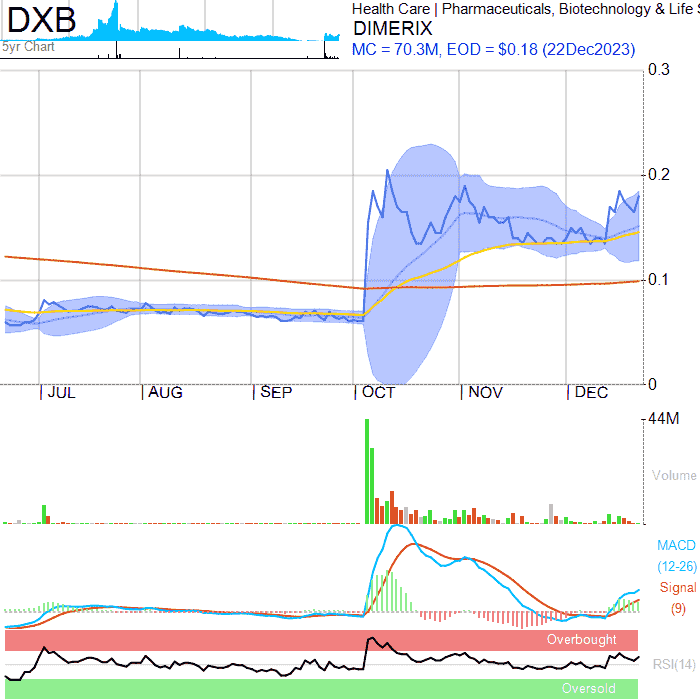 DXB
5yr Chart
Health Care | Pharmaceuticals, Biotechnology & Life S
DIMERIX
MC = 70.3M, EOD = $0.18 (22Dec2023)
0.3
0.2
0.1
0
JUL AUG SEP OCT NOV DEC
44M
Volume
MACD
(12-26)
Signal
(9)
Overbought
RSI(14)
Oversold